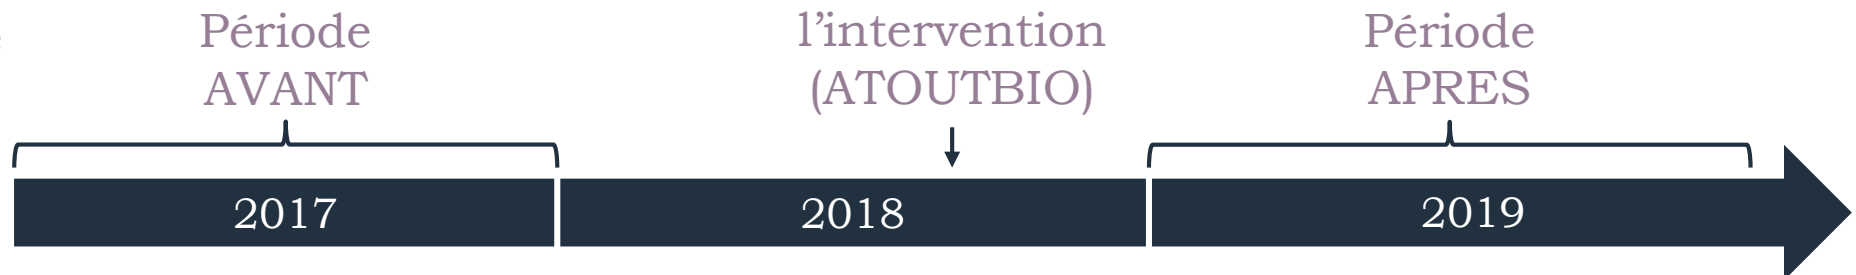 Période
AVANT
l’intervention
(ATOUTBIO)
Période
APRES
2017
2018
2019